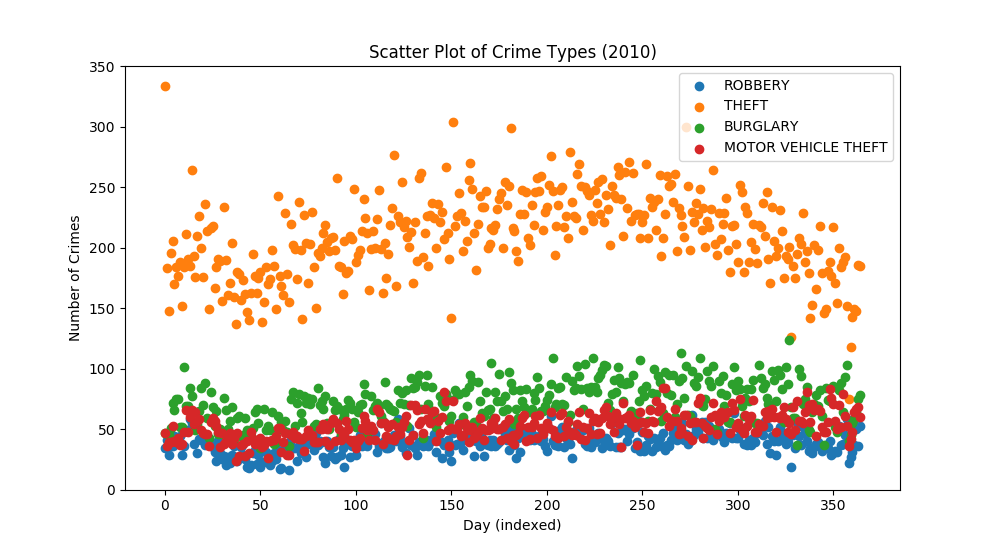 Scatter Plot of Crime Types (2010)
350
300
250
200
150
100
50
0
Number of Crimes
ROBBERY
THEFT
BURGLARY
MOTOR VEHICLE THEFT
0 50 100 150 200 250 300 350
Day (indexed)